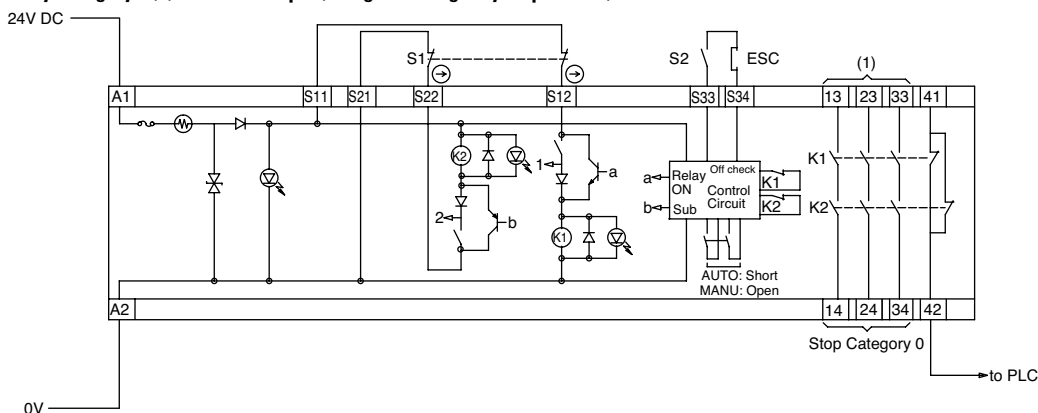 24V DC
S1
S2
ESC
(1)
A1
S11
S21
S22
S12
S33
S34
13
23
33
41
K2
1
a
a
Relay ON
Off check
Control Circuit
K1
K2
K1
2
b
b
Sub
K2
K1
AUTO: Short
MANU: Open
A2
14
24
34
42
Stop Category 0
to PLC
0V